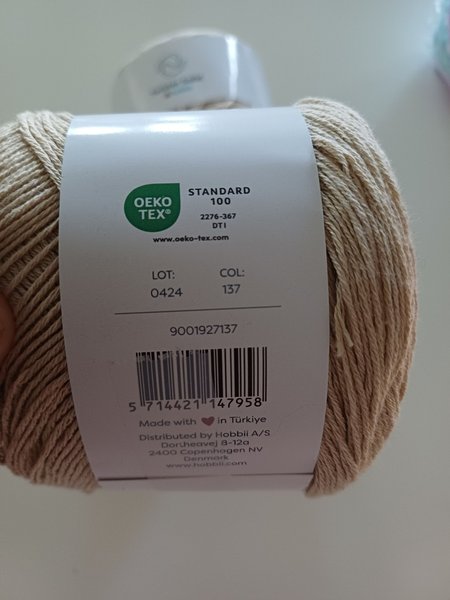 OEKO
TEX®
STANDARD
100
2276-367
DTI
www.oeko-tex.com
LOT: COL:
0424 137
9001927137
5 714421 147958
Made with ❤ in Türkiye
Distributed by Hobbii A/S
Dortheavej 8-12a
2400 Copenhagen NV
Denmark
www.hobbii.com